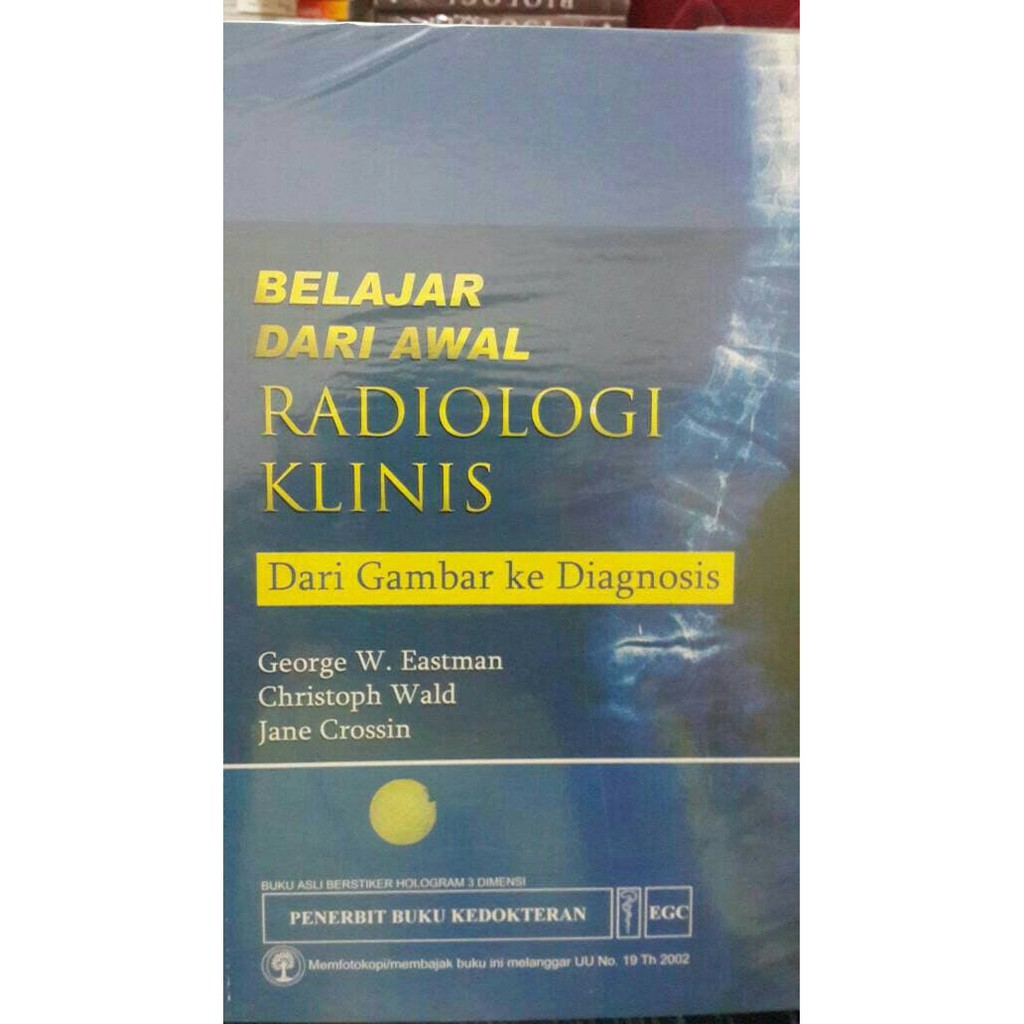 BIOLOGI
BELAJAR
DARI AWAL
RADIOLOGI
KLINIS
Dari Gambar ke Diagnosis
George W. Eastman
Christoph Wald
Jane Crossin
BUKU ASLI BERSTIKER HOLOGRAM 3 DIMENSI
PENERBIT BUKU KEDOKTERAN
EGC
Memfotokopi/membajak buku ini melanggar UU No. 19 Th 2002